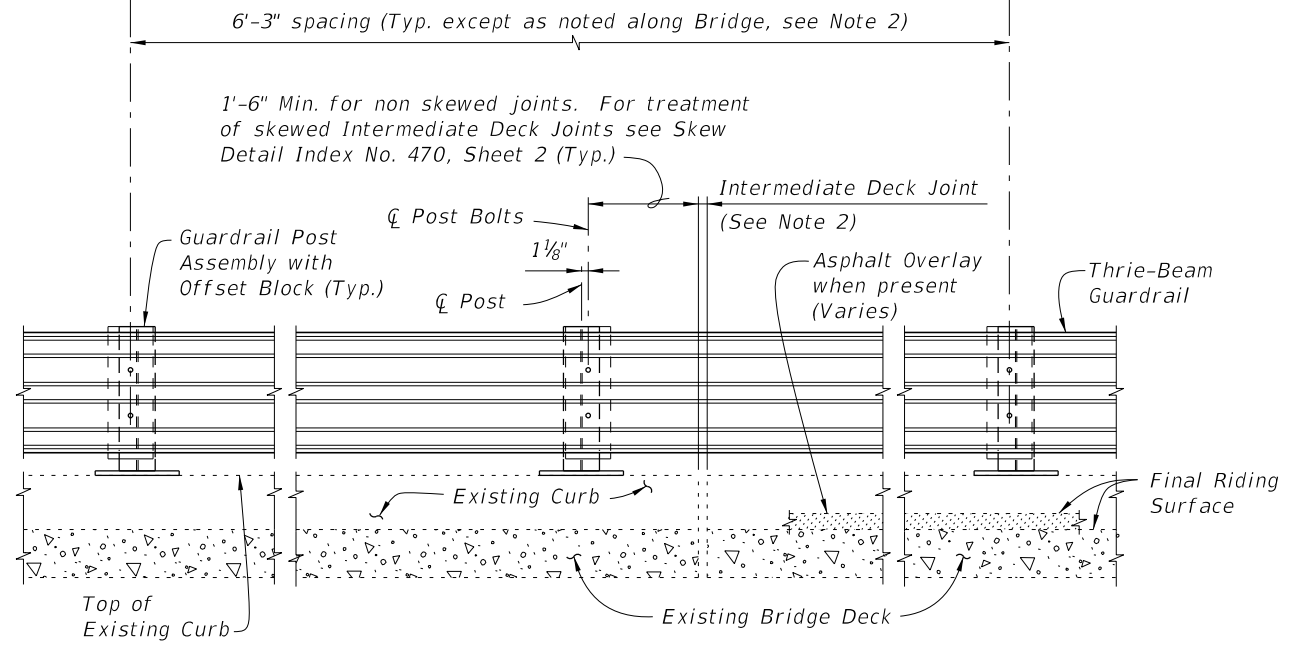 6'-3" spacing (Typ. except as noted along Bridge, see Note 2)
1'-6" Min. for non skewed joints. For treatment
of skewed Intermediate Deck Joints see Skew
Detail Index No. 470, Sheet 2 (Typ.)
Intermediate Deck Joint
(See Note 2)
℄ Post Bolts
Guardrail Post
Assembly with
Offset Block (Typ.)
1⅛"
℄ Post
Asphalt Overlay
when present
(Varies)
Thrie-Beam
Guardrail
Existing Curb
Final Riding
Surface
Top of
Existing Curb
Existing Bridge Deck